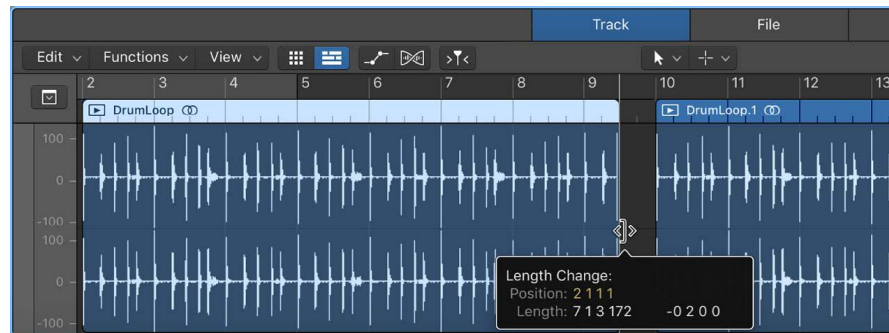 Track File
Edit Functions View
2 3 4 5 6 7 8 9 10 11 12 13
DrumLoop DrumLoop.1
100
0
-100
100
0
-100
Length Change:
Position: 2 1 1 1
Length: 7 1 3 172 -0 2 0 0